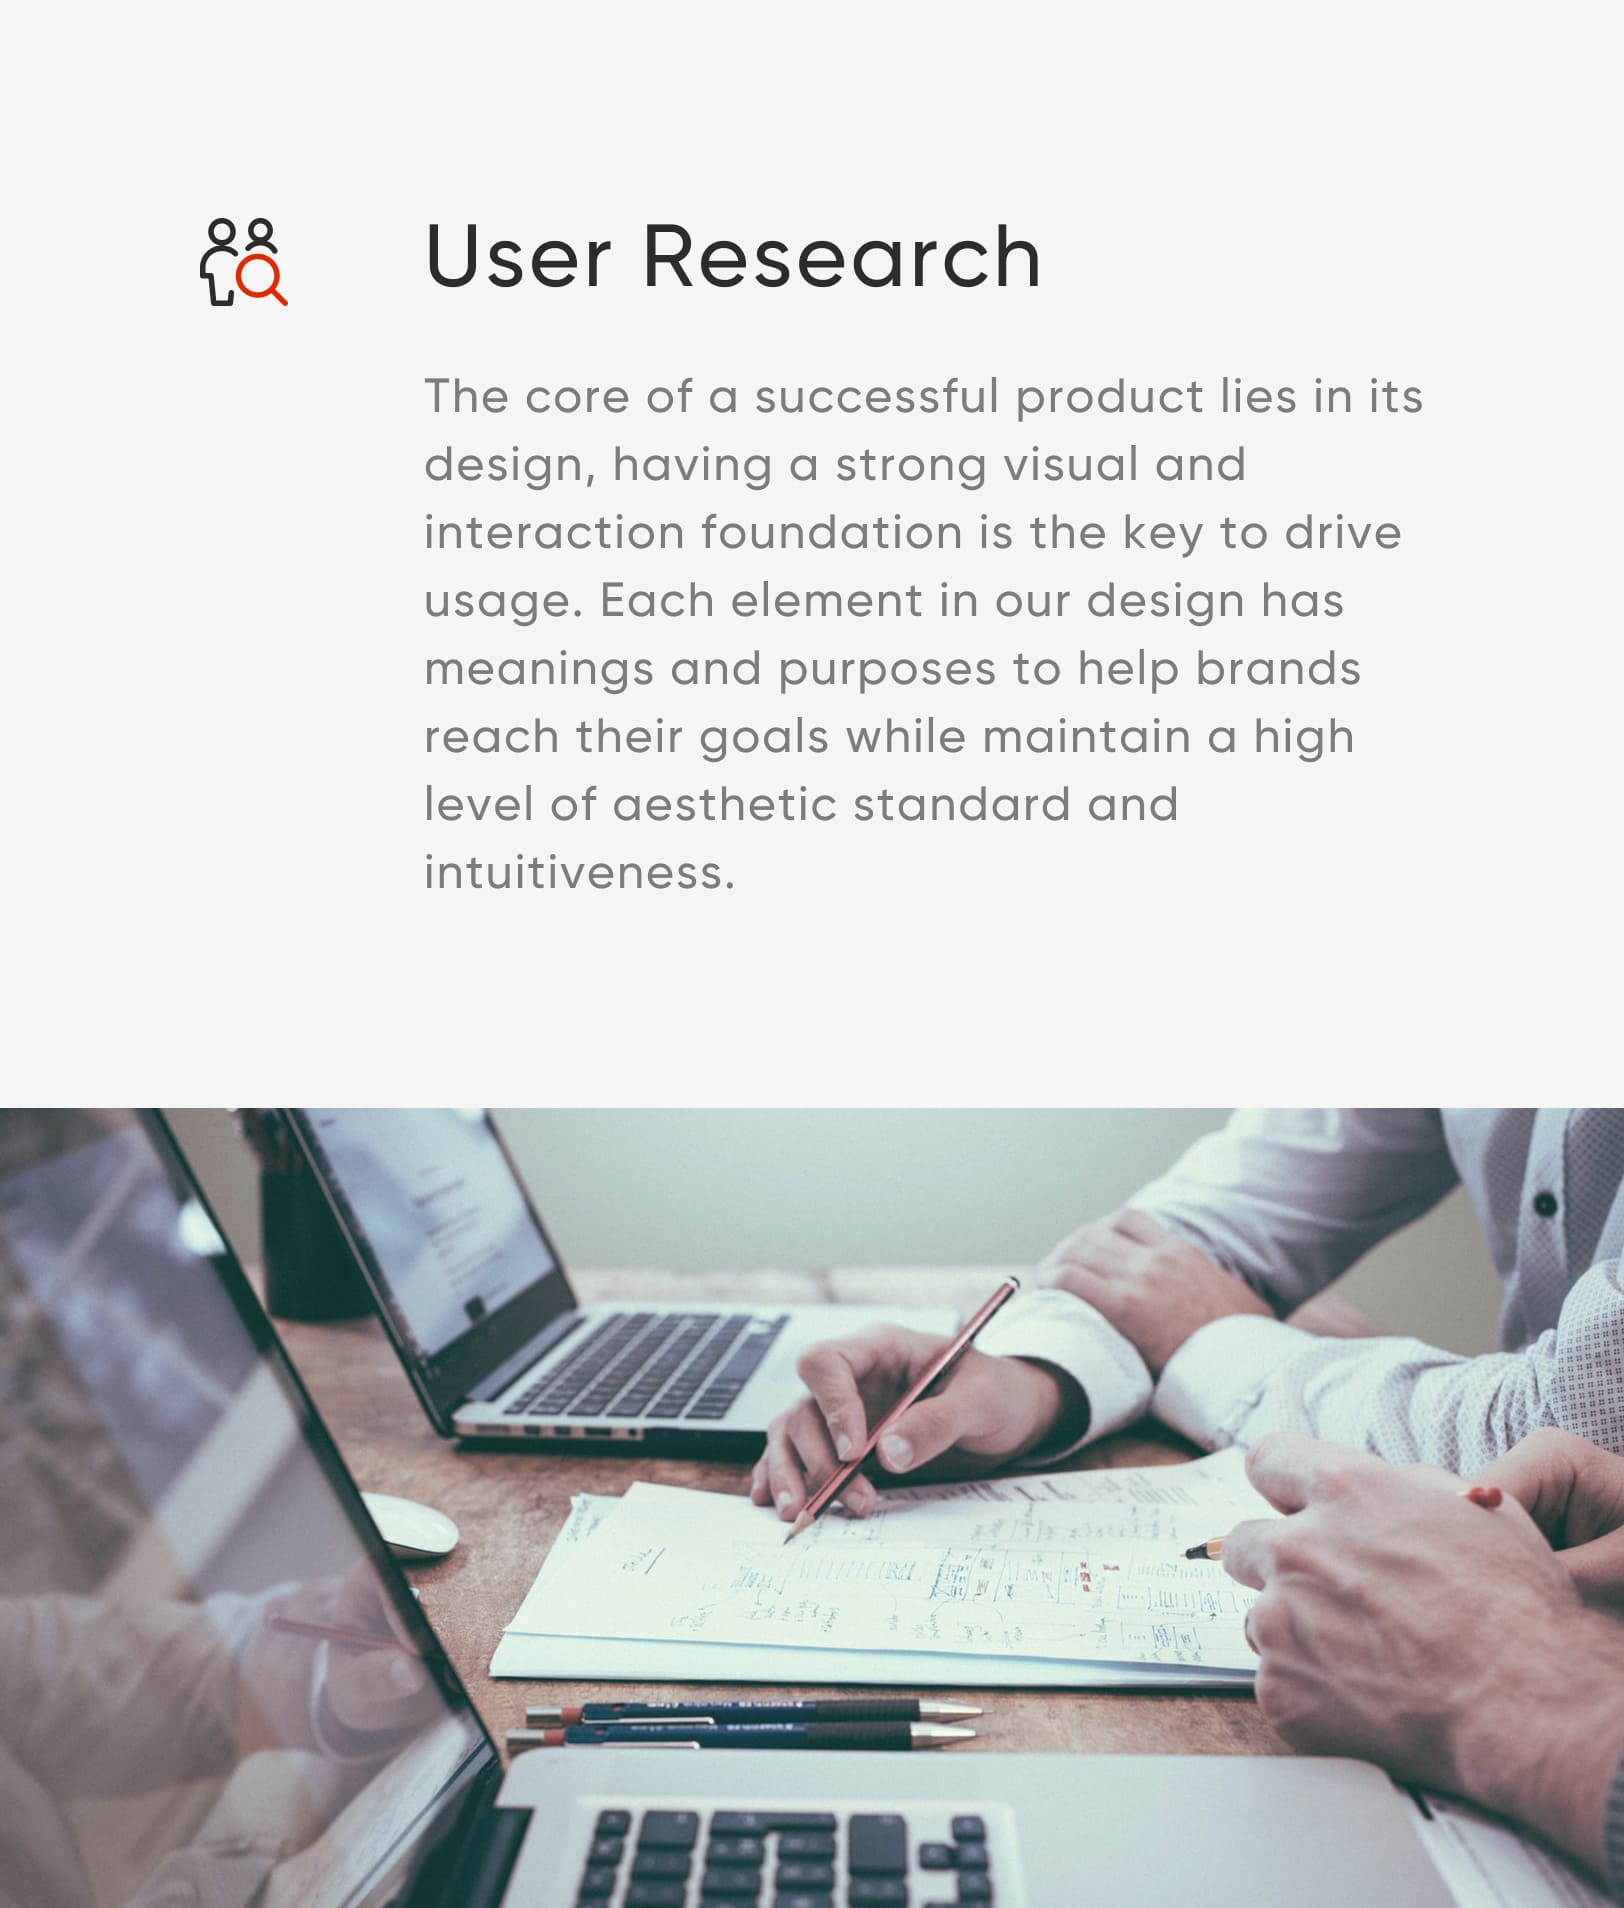 User Research
The core of a successful product lies in its
design, having a strong visual and
interaction foundation is the key to drive
usage. Each element in our design has
meanings and purposes to help brands
reach their goals while maintain a high
level of aesthetic standard and
intuitiveness.